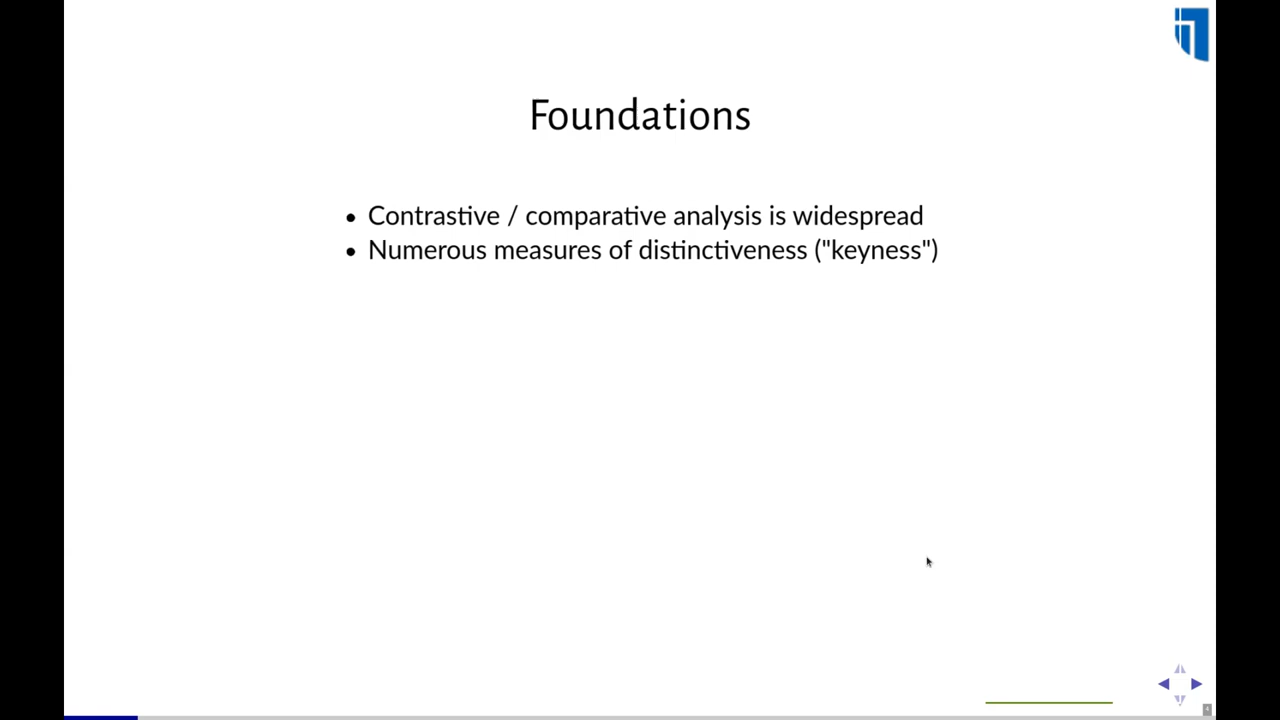 Foundations
• Contrastive / comparative analysis is widespread
• Numerous measures of distinctiveness ("keyness")